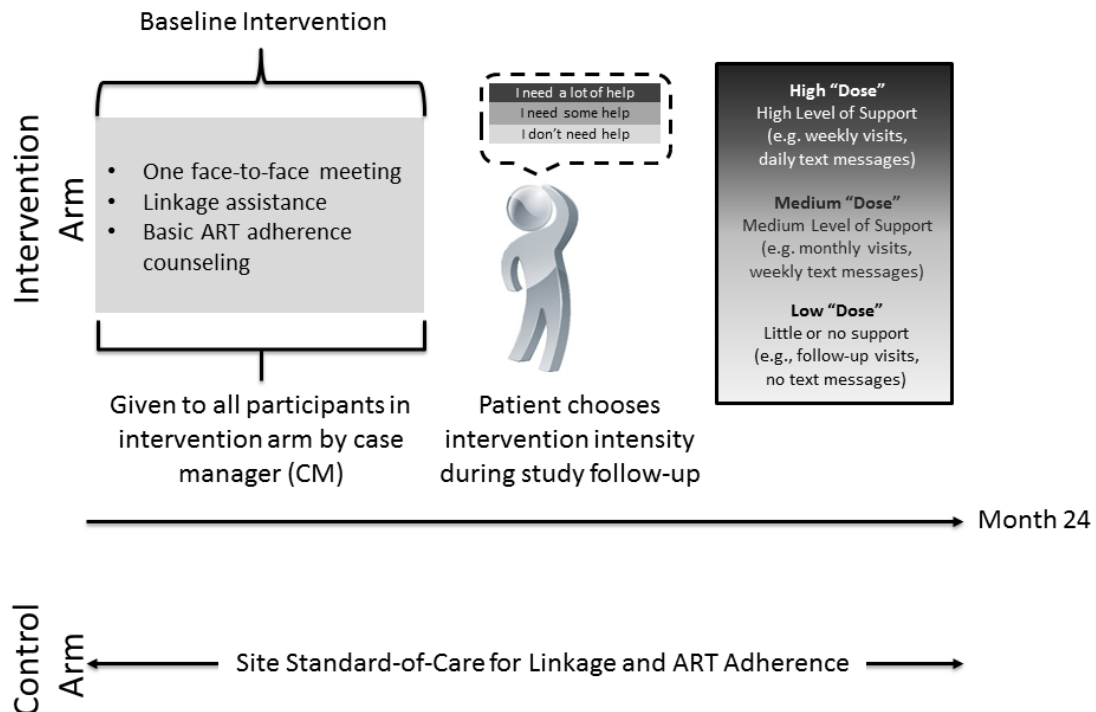 Baseline Intervention
Intervention
Arm
• One face-to-face meeting
• Linkage assistance
• Basic ART adherence
counseling
Given to all participants in
intervention arm by case
manager (CM)
I need a lot of help
I need some help
I don't need help
Patient chooses
intervention intensity
during study follow-up
High “Dose”
High Level of Support
(e.g. weekly visits,
daily text messages)
Medium “Dose”
Medium Level of Support
(e.g. monthly visits,
weekly text messages)
Low “Dose”
Little or no support
(e.g., follow-up visits,
no text messages)
Month 24
Control
Arm
Site Standard-of-Care for Linkage and ART Adherence